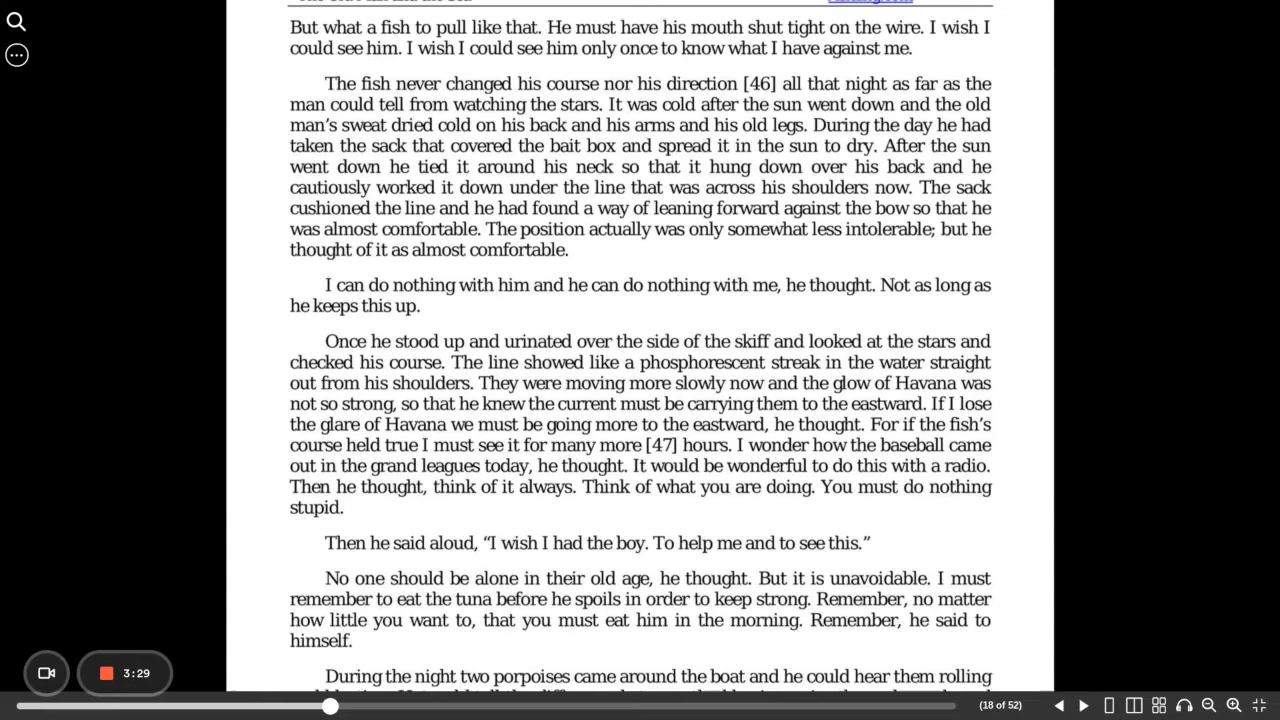 But what a fish to pull like that. He must have his mouth shut tight on the wire. I wish I
could see him. I wish I could see him only once to know what I have against me.
The fish never changed his course nor his direction [46] all that night as far as the
man could tell from watching the stars. It was cold after the sun went down and the old
man’s sweat dried cold on his back and his arms and his old legs. During the day he had
taken the sack that covered the bait box and spread it in the sun to dry. After the sun
went down he tied it around his neck so that it hung down over his back and he
cautiously worked it down under the line that was across his shoulders now. The sack
cushioned the line and he had found a way of leaning forward against the bow so that he
was almost comfortable. The position actually was only somewhat less intolerable; but he
thought of it as almost comfortable.
I can do nothing with him and he can do nothing with me, he thought. Not as long as
he keeps this up.
Once he stood up and urinated over the side of the skiff and looked at the stars and
checked his course. The line showed like a phosphorescent streak in the water straight
out from his shoulders. They were moving more slowly now and the glow of Havana was
not so strong, so that he knew the current must be carrying them to the eastward. If I lose
the glare of Havana we must be going more to the eastward, he thought. For if the fish’s
course held true I must see it for many more [47] hours. I wonder how the baseball came
out in the grand leagues today, he thought. It would be wonderful to do this with a radio.
Then he thought, think of it always. Think of what you are doing. You must do nothing
stupid.
Then he said aloud, “I wish I had the boy. To help me and to see this.”
No one should be alone in their old age, he thought. But it is unavoidable. I must
remember to eat the tuna before he spoils in order to keep strong. Remember, no matter
how little you want to, that you must eat him in the morning. Remember, he said to
himself.
During the night two porpoises came around the boat and he could hear them rolling
3:29
(18 of 52)